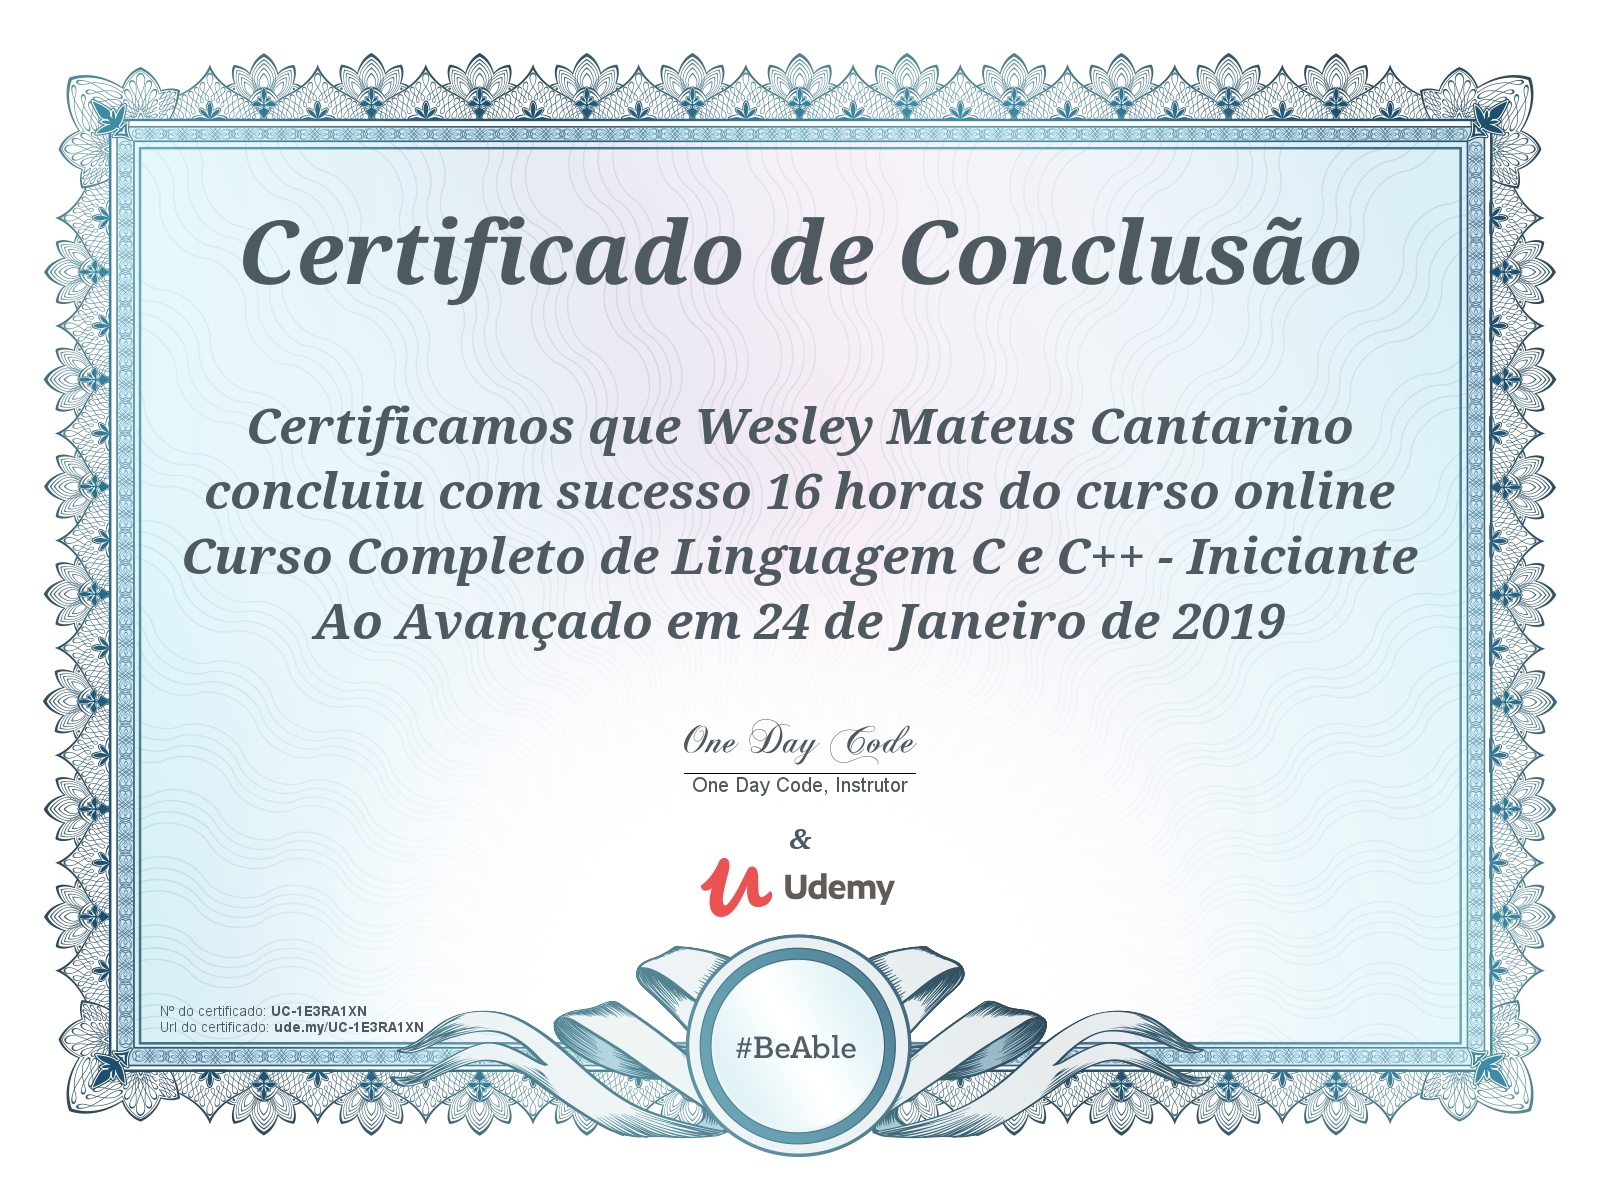 Certificado de Conclusão
Certificamos que Wesley Mateus Cantarino
concluiu com sucesso 16 horas do curso online
Curso Completo de Linguagem C e C++ - Iniciante
Ao Avançado em 24 de Janeiro de 2019
One Day Code
One Day Code, Instrutor
&
Udemy
Nº do certificado: UC-1E3RA1XN
Url do certificado: ude.my/UC-1E3RA1XN
#BeAble